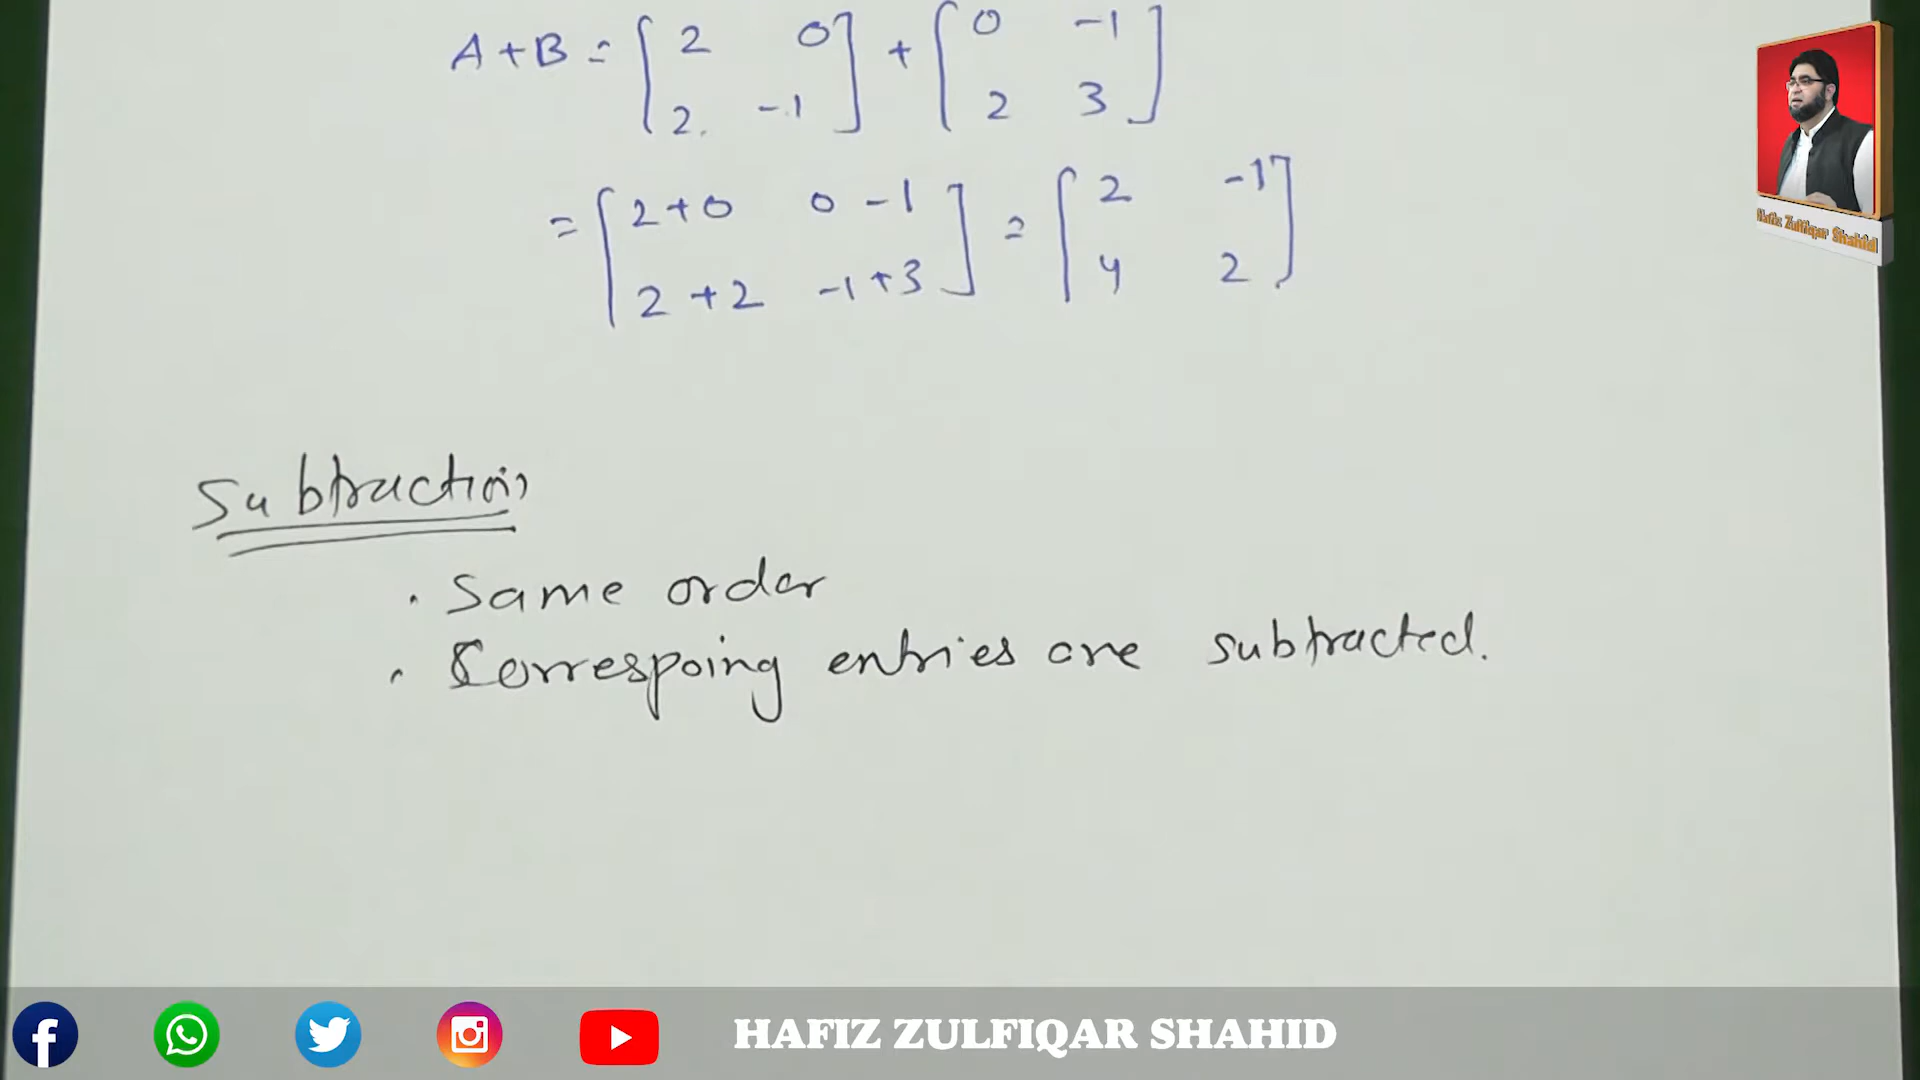 A + B = [ 2 0 2 -1 ] + [ 0 -1 2 3 ]
= [ 2+0 0-1 2+2 -1+3 ] = [ 2 -1 4 2 ]
Subtraction
. Same order
. Correspoing entries are subtracted.
Hafiz Zulfiqar Shahid
HAFIZ ZULFIQAR SHAHID